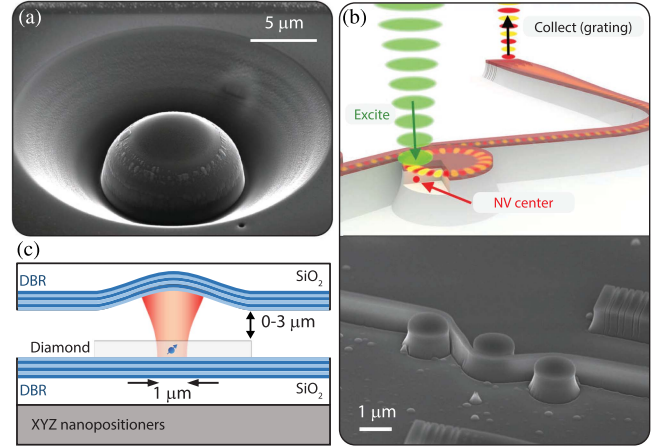 (a)
5 μm
(b)
Collect (grating)
Excite
NV center
(c)
DBR
SiO2
0-3 μm
Diamond
1 μm
DBR
SiO2
XYZ nanopositioners
1 μm